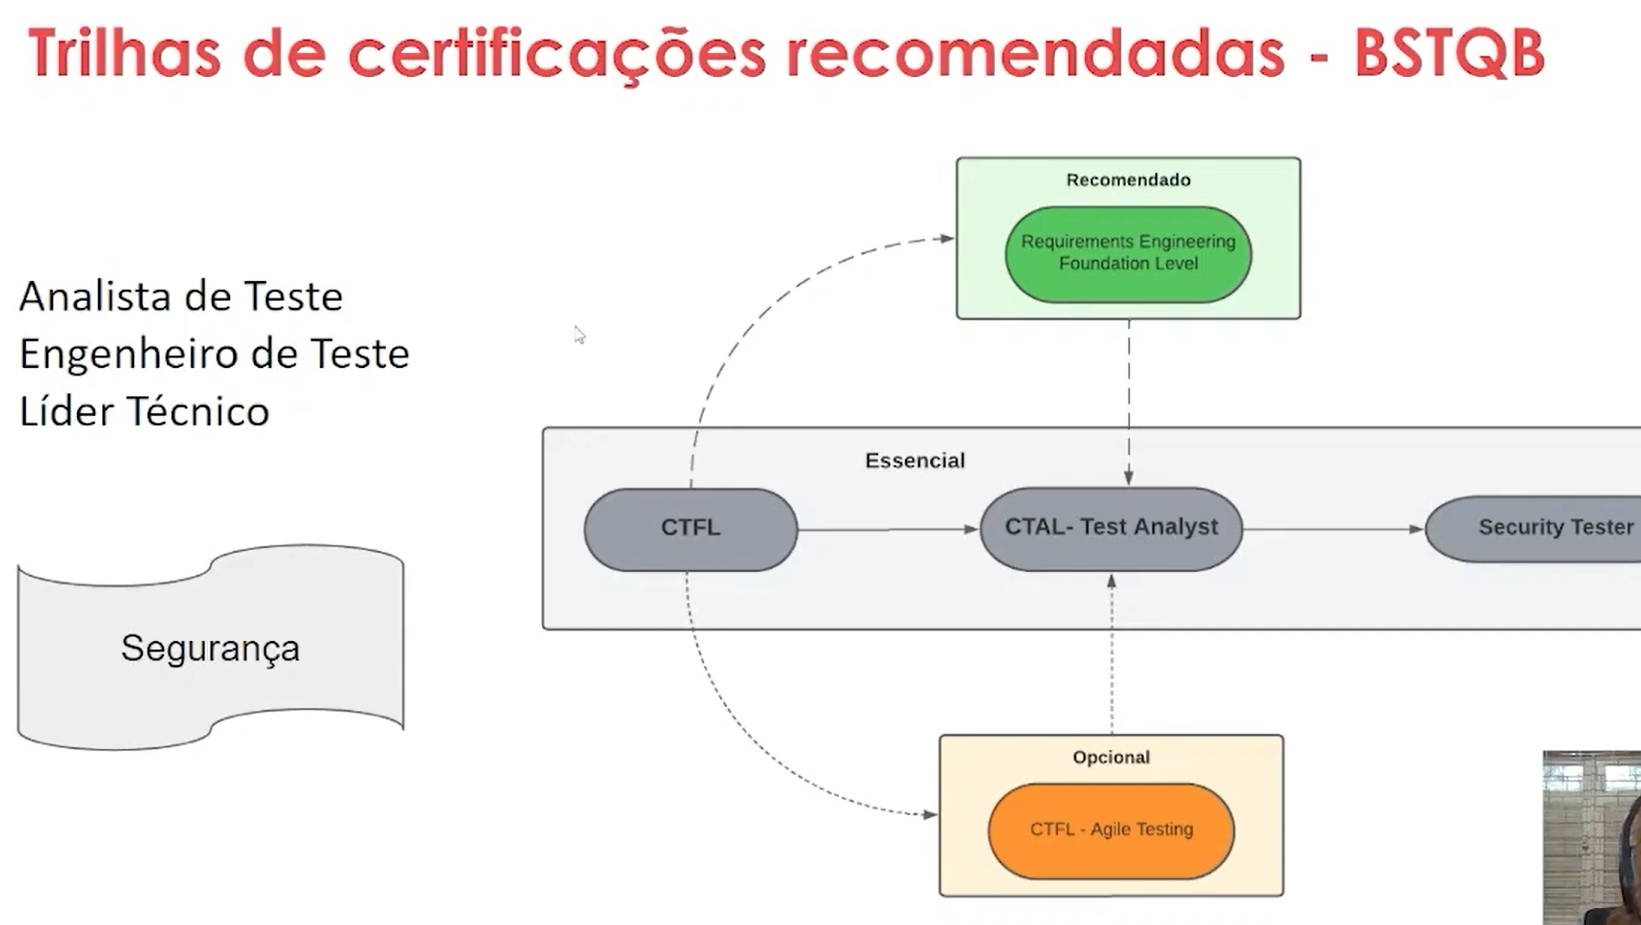 Trilhas de certificações recomendadas - BSTQB
Analista de Teste
Engenheiro de Teste
Líder Técnico
Segurança
Recomendado
Requirements Engineering
Foundation Level
Essencial
CTFL
CTAL- Test Analyst
Security Tester
Opcional
CTFL - Agile Testing